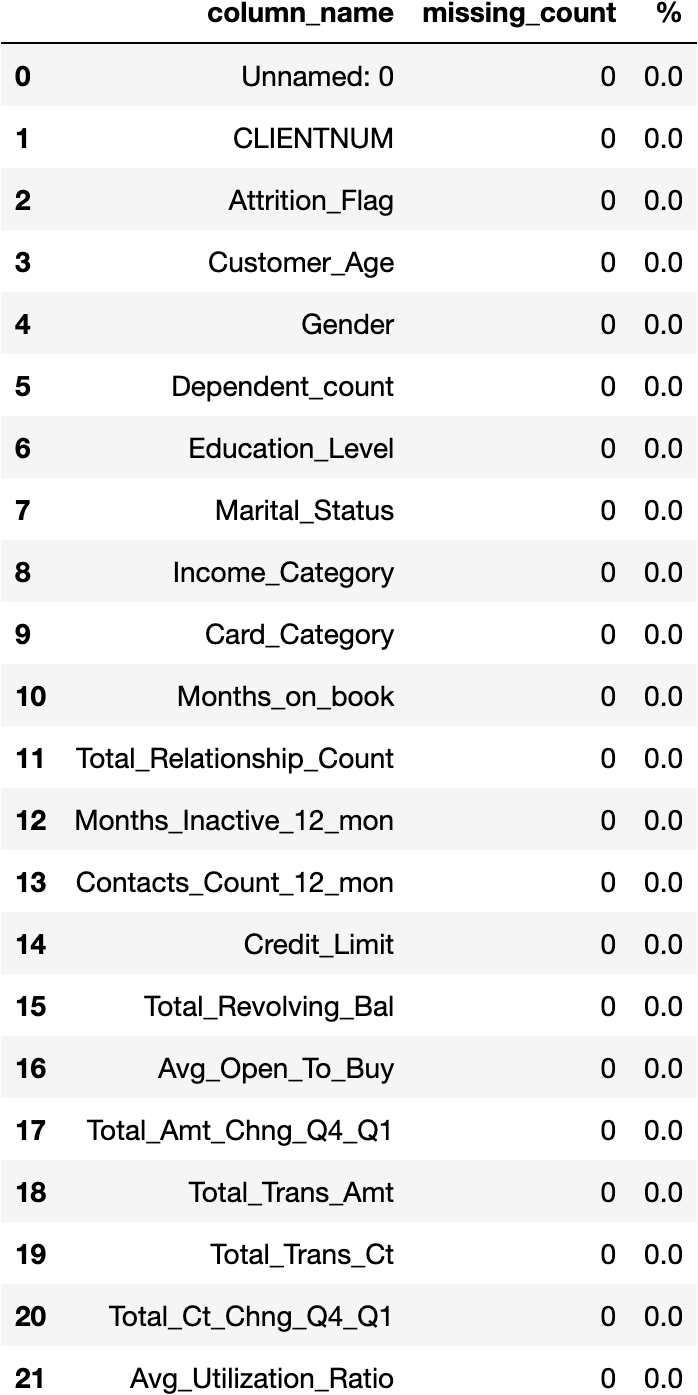 column_name missing_count %
0 Unnamed: 0 0 0.0
1 CLIENTNUM 0 0.0
2 Attrition_Flag 0 0.0
3 Customer_Age 0 0.0
4 Gender 0 0.0
5 Dependent_count 0 0.0
6 Education_Level 0 0.0
7 Marital_Status 0 0.0
8 Income_Category 0 0.0
9 Card_Category 0 0.0
10 Months_on_book 0 0.0
11 Total_Relationship_Count 0 0.0
12 Months_Inactive_12_mon 0 0.0
13 Contacts_Count_12_mon 0 0.0
14 Credit_Limit 0 0.0
15 Total_Revolving_Bal 0 0.0
16 Avg_Open_To_Buy 0 0.0
17 Total_Amt_Chng_Q4_Q1 0 0.0
18 Total_Trans_Amt 0 0.0
19 Total_Trans_Ct 0 0.0
20 Total_Ct_Chng_Q4_Q1 0 0.0
21 Avg_Utilization_Ratio 0 0.0